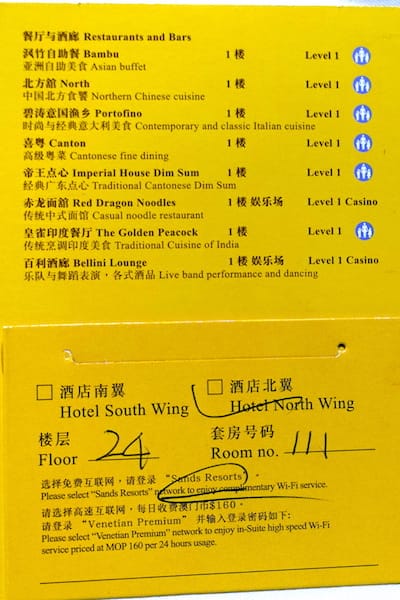 餐厅与酒廊 Restaurants and Bars
沨竹自助餐 Bambu 1 楼 Level 1
亚洲自助美食 Asian buffet
北方館 North 1 楼 Level 1
中国北方食饕 Northern Chinese cuisine
碧涛意国渔乡 Portofino 1 楼 Level 1
时尚与经典意大利美食 Contemporary and classic Italian cuisine
喜粤 Canton 1 楼 Level 1
高級粤菜 Cantonese fine dining
帝王点心 Imperial House Dim Sum 1 楼 Level 1
经典广东点心 Traditional Cantonese Dim Sum
赤龙面館 Red Dragon Noodles 1 楼 娱乐场 Level 1 Casino
传统中式面馆 Casual noodle restaurant
皇雀印度餐厅 The Golden Peacock 1 楼 Level 1
传统烹调印度美食 Traditional Cuisine of India
百利酒廊 Bellini Lounge 1 楼 娱乐场 Level 1 Casino
乐队与舞蹈表演，各式酒品 Live band performance and dancing
酒店南翼 酒店北翼
Hotel South Wing Hotel North Wing
楼层 套房号码
Floor 24 Room no. 111
选择免费互联网，请登录 “Sands Resorts”。
Please select “Sands Resorts” network to enjoy complimentary Wi-Fi service.
请选择高速互联网，每日收费澳门币$160。
请登录 “Venetian Premium” 并输入登录密码如下:
Please select “Venetian Premium” network to enjoy in-Suite high speed Wi-Fi
service priced at MOP 160 per 24 hours usage.